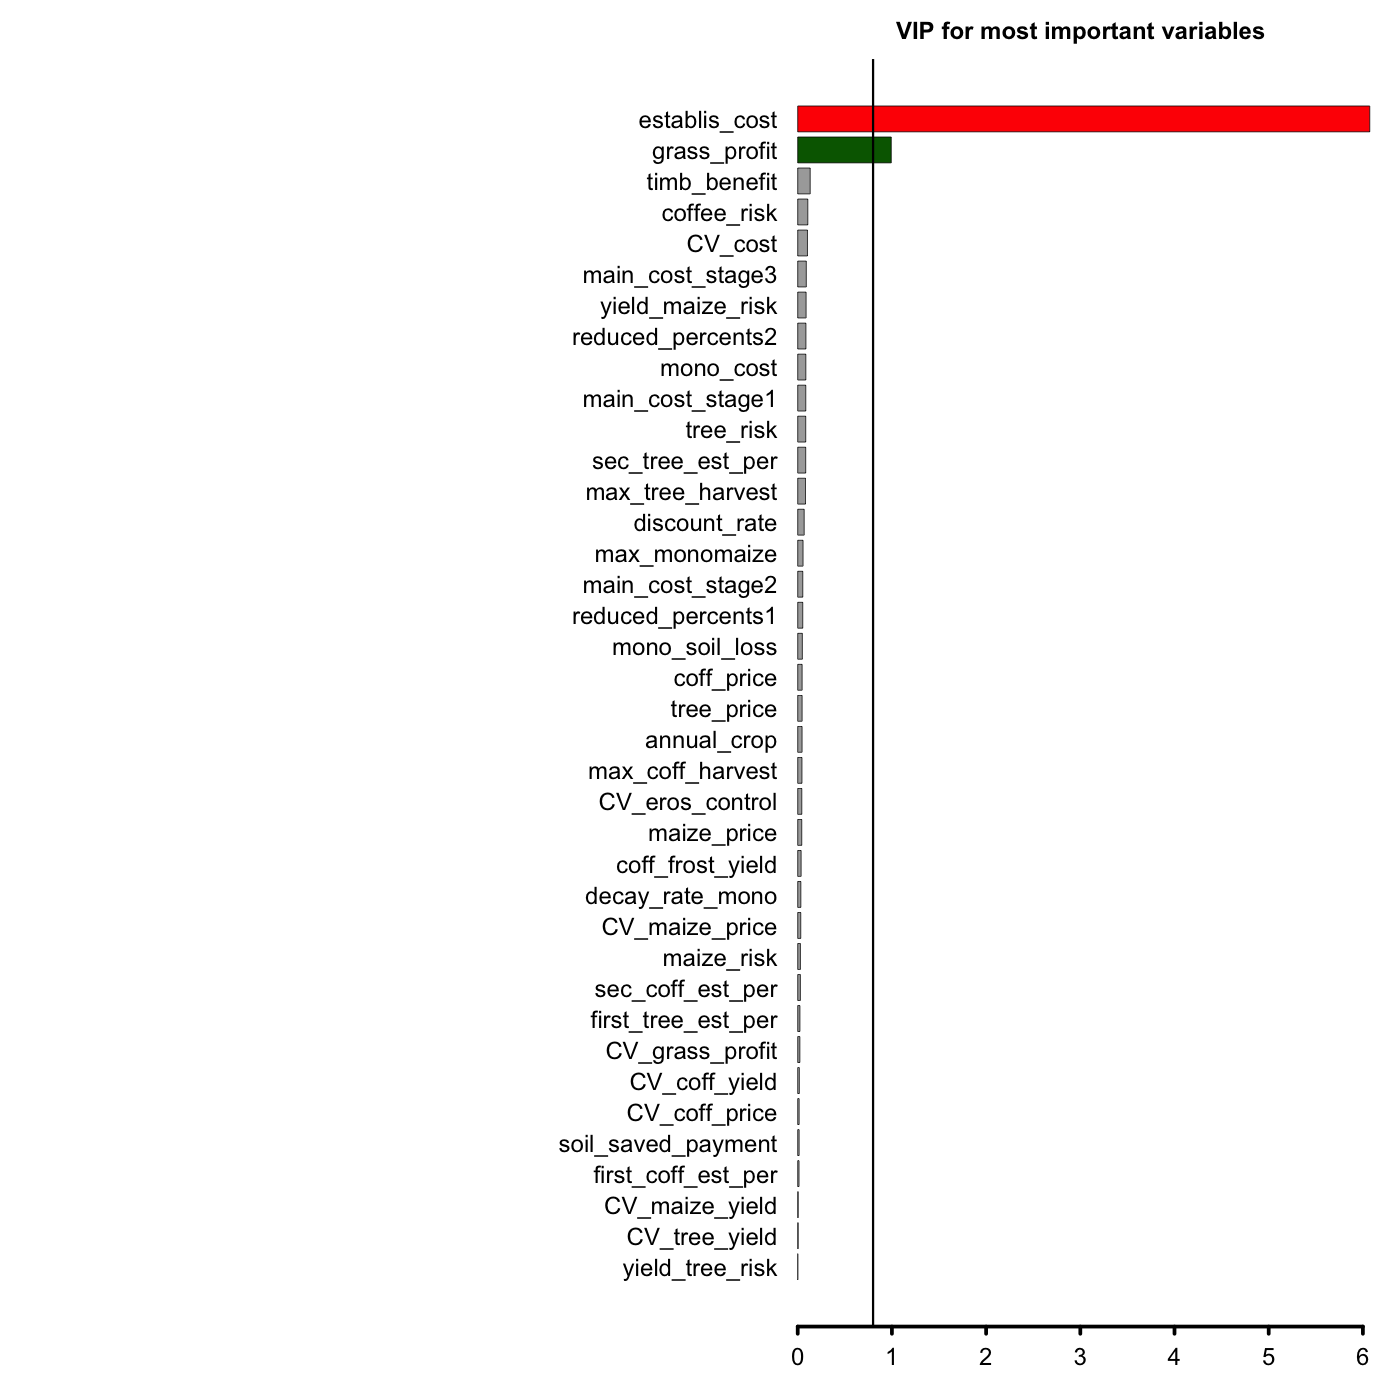 VIP for most important variables
establis_cost
grass_profit
timb_benefit
coffee_risk
CV_cost
main_cost_stage3
yield_maize_risk
reduced_percents2
mono_cost
main_cost_stage1
tree_risk
sec_tree_est_per
max_tree_harvest
discount_rate
max_monomaize
main_cost_stage2
reduced_percents1
mono_soil_loss
coff_price
tree_price
annual_crop
max_coff_harvest
CV_eros_control
maize_price
coff_frost_yield
decay_rate_mono
CV_maize_price
maize_risk
sec_coff_est_per
first_tree_est_per
CV_grass_profit
CV_coff_yield
CV_coff_price
soil_saved_payment
first_coff_est_per
CV_maize_yield
CV_tree_yield
yield_tree_risk
0 1 2 3 4 5 6